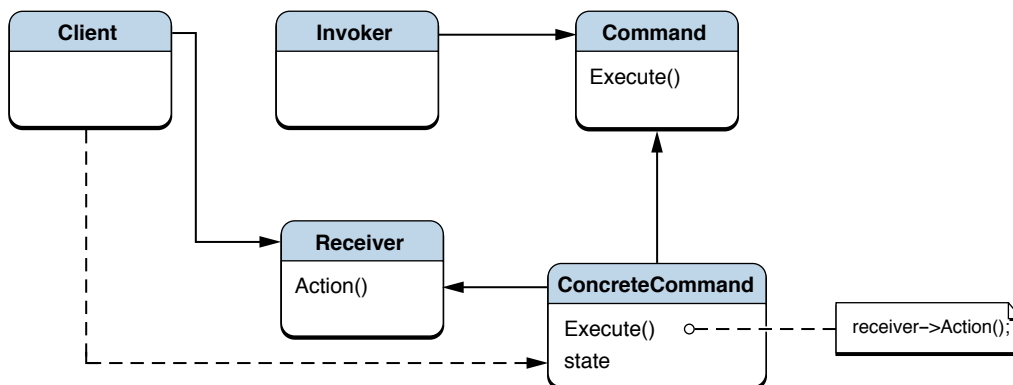 Client
Invoker
Command
Execute()
Receiver
Action()
ConcreteCommand
Execute()
state
receiver–>Action();